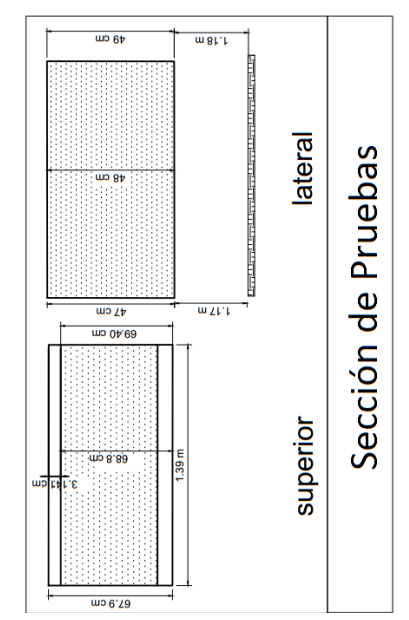 Sección de Pruebas
superior
lateral
67.9 cm
3.141 cm
68.8 cm
69.40 cm
1.39 m
47 cm
48 cm
49 cm
1.17 m
1.18 m